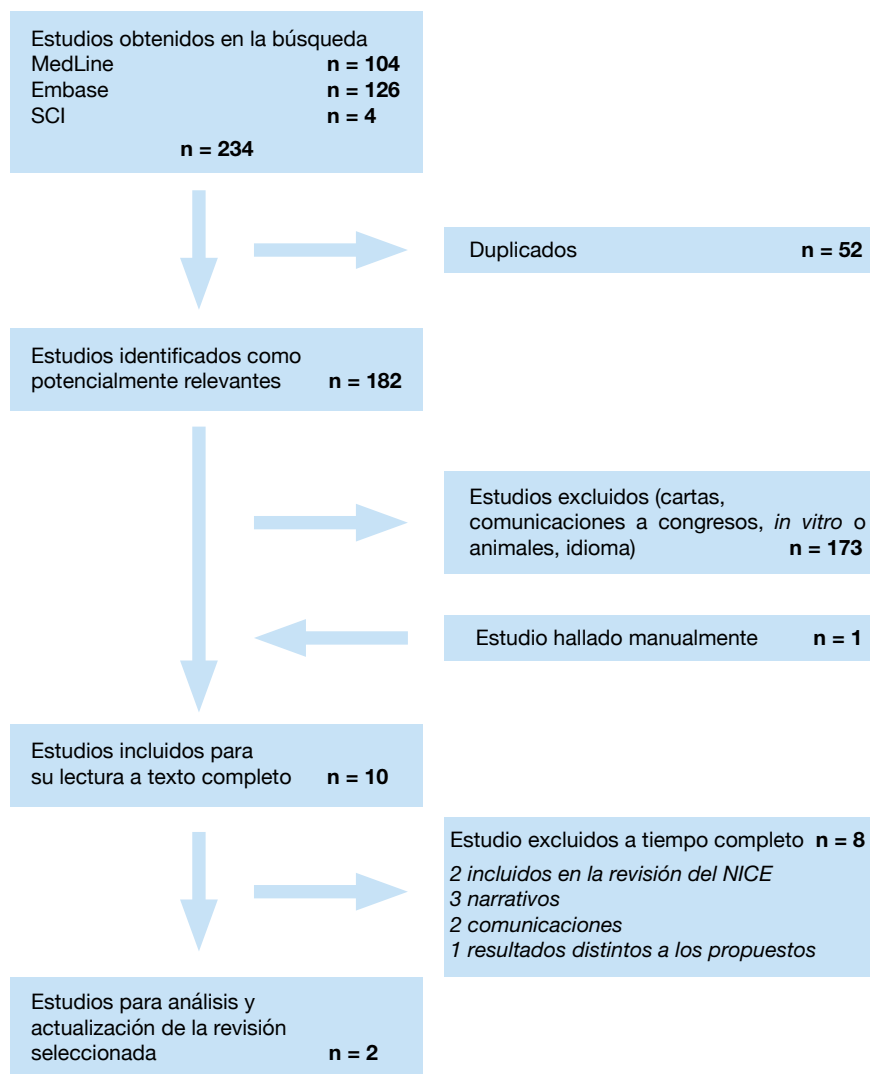 Estudios obtenidos en la búsqueda
MedLine n = 104
Embase n = 126
SCI n = 4
n = 234
Duplicados n = 52
Estudios identificados como
potencialmente relevantes n = 182
Estudios excluidos (cartas,
comunicaciones a congresos, in vitro o
animales, idioma) n = 173
Estudio hallado manualmente n = 1
Estudios incluidos para
su lectura a texto completo n = 10
Estudio excluidos a tiempo completo n = 8
2 incluidos en la revisión del NICE
3 narrativos
2 comunicaciones
1 resultados distintos a los propuestos
Estudios para análisis y
actualización de la revisión
seleccionada n = 2